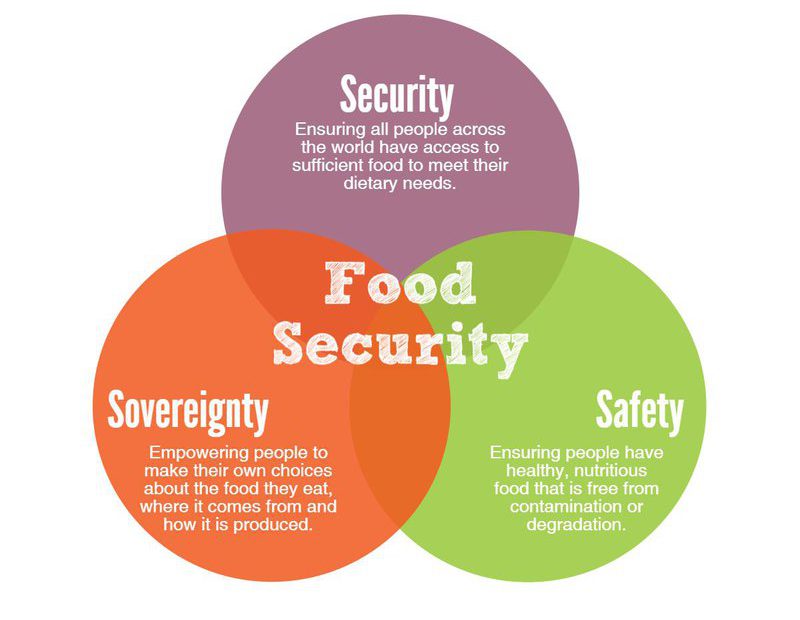 Security
Ensuring all people across
the world have access to
sufficient food to meet their
dietary needs.
Food
Security
Sovereignty
Empowering people to
make their own choices
about the food they eat,
where it comes from and
how it is produced.
Safety
Ensuring people have
healthy, nutritious
food that is free from
contamination or
degradation.